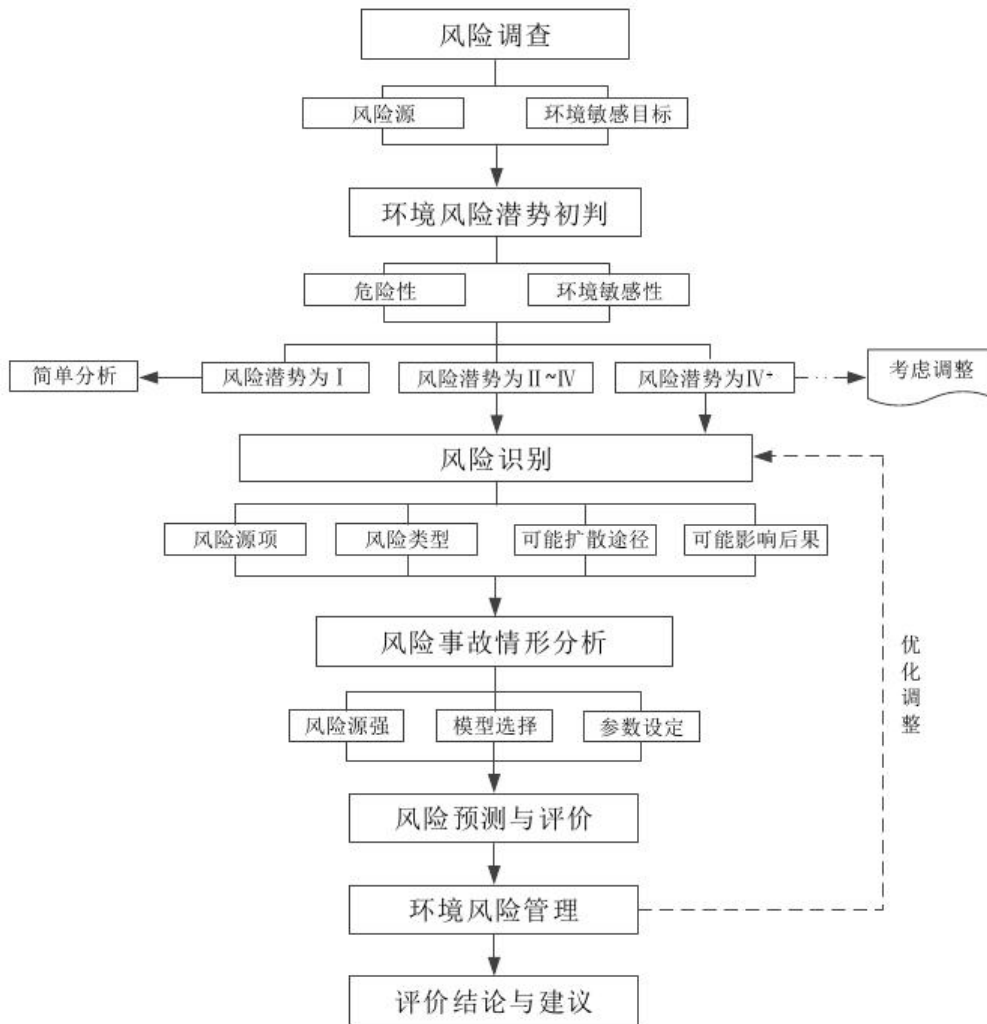 风险调查
风险源
环境敏感目标
环境风险潜势初判
危险性
环境敏感性
简单分析
风险潜势为Ⅰ
风险潜势为Ⅱ~Ⅳ
风险潜势为Ⅳ⁺
考虑调整
风险识别
风险源项
风险类型
可能扩散途径
可能影响后果
风险事故情形分析
优化调整
风险源强
模型选择
参数设定
风险预测与评价
环境风险管理
评价结论与建议